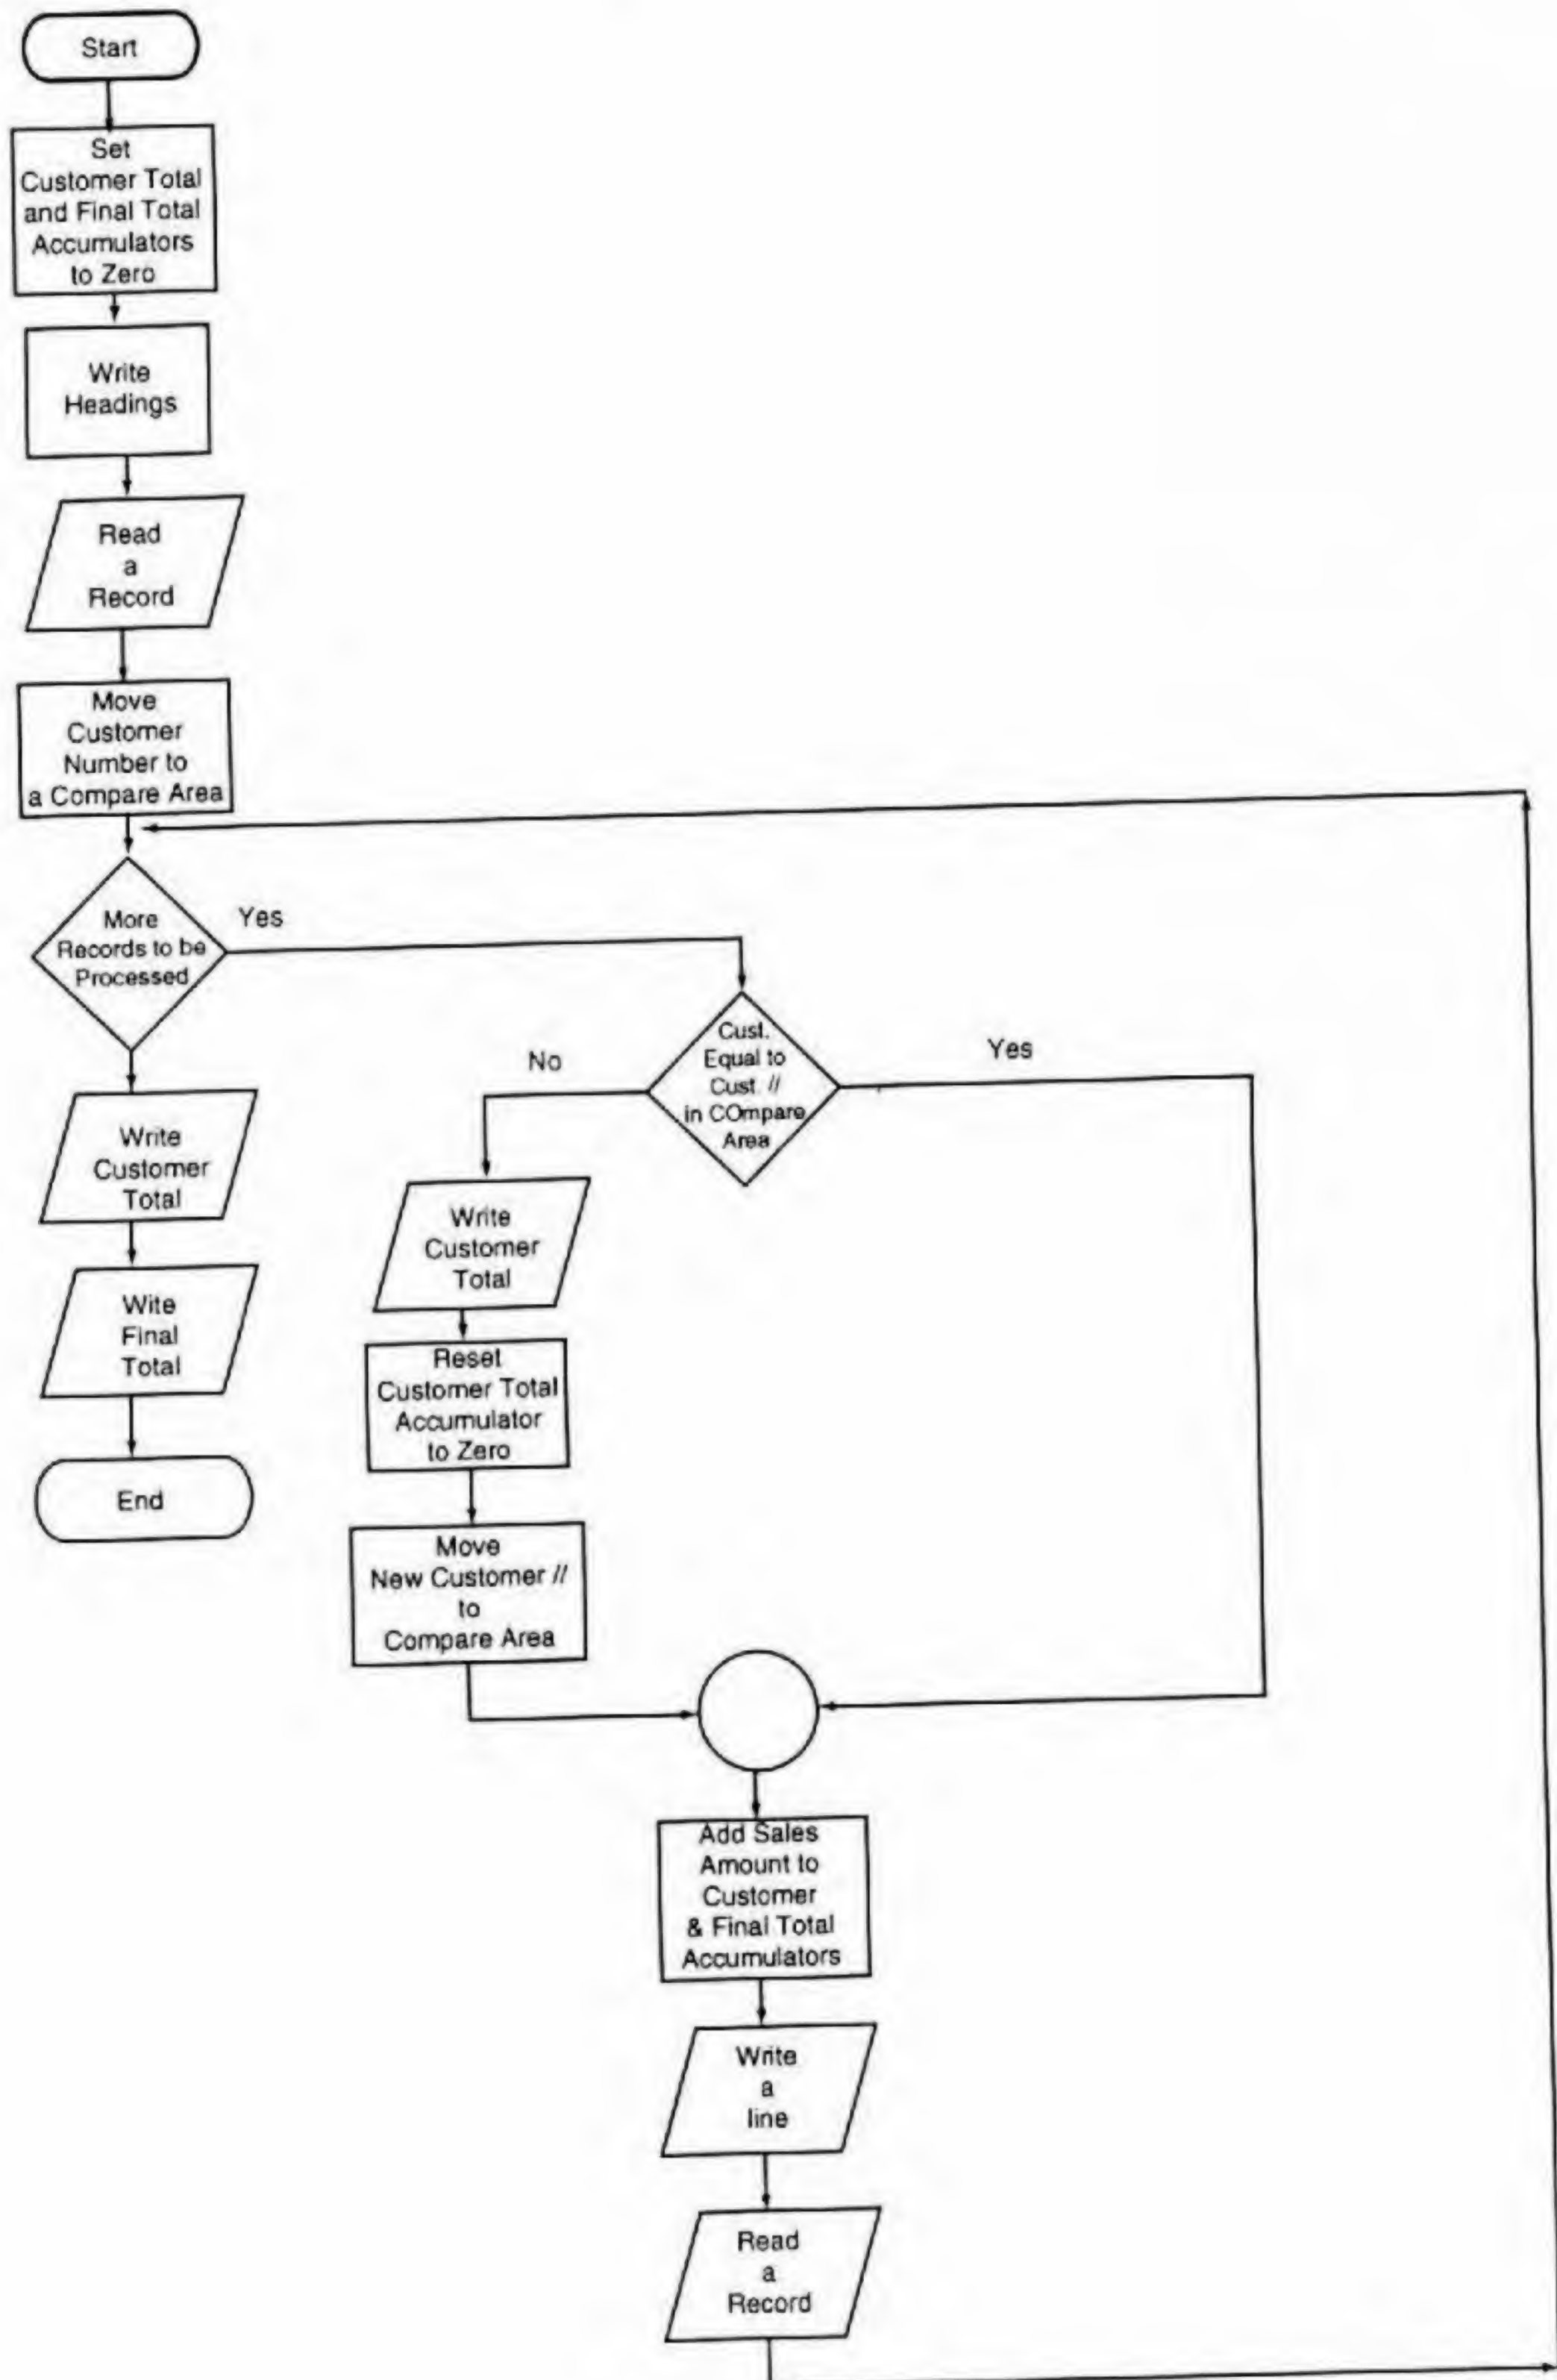 Start
Set
Customer Total
and Final Total
Accumulators
to Zero
Write
Headings
Read
a
Record
Move
Customer
Number to
a Compare Area
More
Records to be
Processed
Yes
Cust.
Equal to
Cust. //
in COmpare
Area
No
Yes
Write
Customer
Total
Wite
Final
Total
End
Write
Customer
Total
Reset
Customer Total
Accumulator
to Zero
Move
New Customer //
to
Compare Area
Add Sales
Amount to
Customer
& Final Total
Accumulators
Write
a
line
Read
a
Record